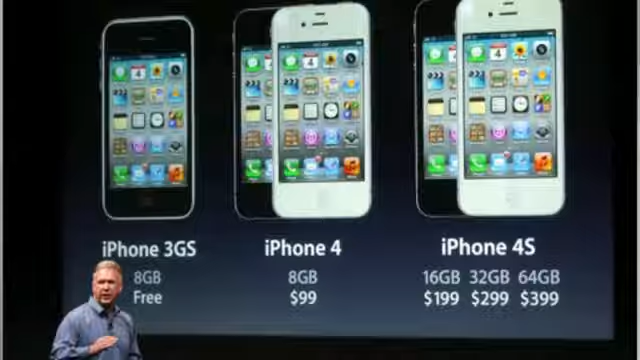 iPhone 3GS
8GB
Free
iPhone 4
8GB
$99
iPhone 4S
16GB 32GB 64GB
$199 $299 $399